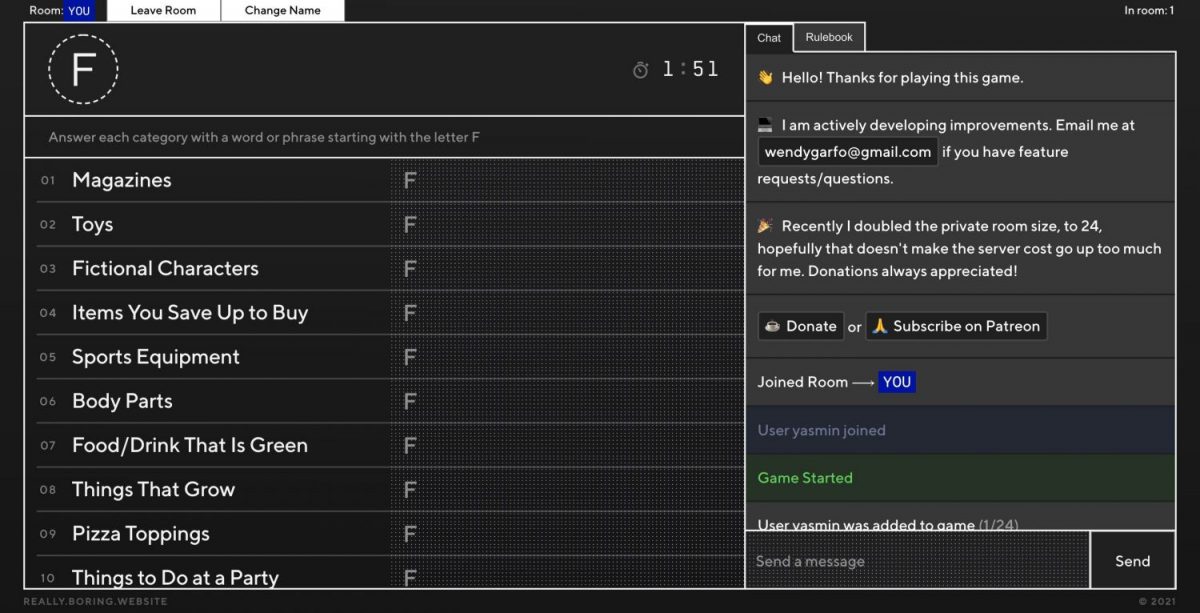 Room: YOU Leave Room Change Name In room: 1
F
1:51
Answer each category with a word or phrase starting with the letter F
01 Magazines F
02 Toys F
03 Fictional Characters F
04 Items You Save Up to Buy F
05 Sports Equipment F
06 Body Parts F
07 Food/Drink That Is Green F
08 Things That Grow F
09 Pizza Toppings F
10 Things to Do at a Party F
Chat Rulebook
👋 Hello! Thanks for playing this game.
💻 I am actively developing improvements. Email me at
wendygarfo@gmail.com if you have feature
requests/questions.
🎉 Recently I doubled the private room size, to 24,
hopefully that doesn't make the server cost go up too much
for me. Donations always appreciated!
☕ Donate or 🙏 Subscribe on Patreon
Joined Room ⟶ YOU
User yasmin joined
Game Started
User yasmin was added to game (1/24)
Send a message Send
REALLY.BORING.WEBSITE © 2021